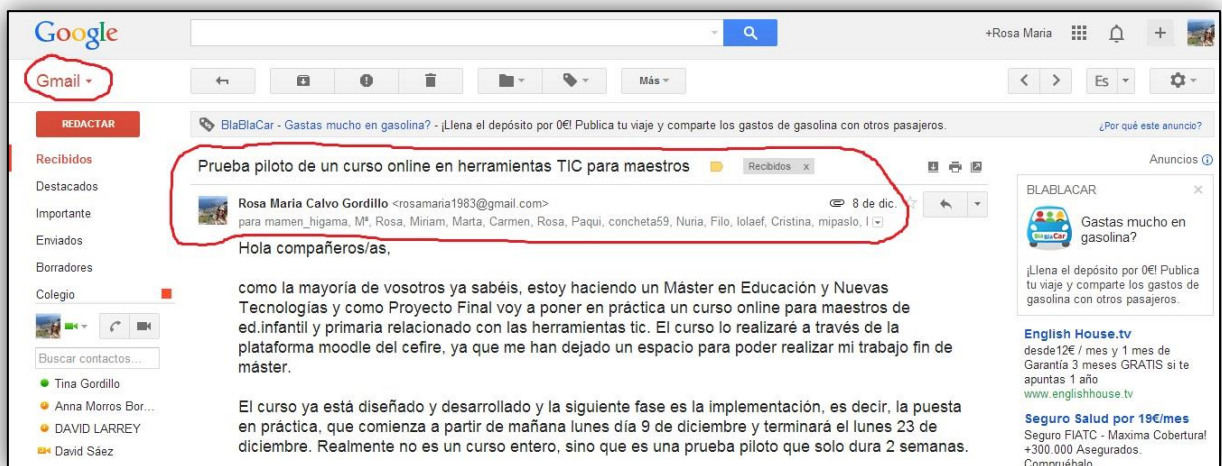 Google
+Rosa Maria
Gmail
Más
Es
REDACTAR
BlaBlaCar - Gastas mucho en gasolina? - ¡Llena el depósito por 0€! Publica tu viaje y comparte los gastos de gasolina con otros pasajeros.
¿Por qué este anuncio?
Recibidos
Destacados
Importante
Enviados
Borradores
Colegio
Buscar contactos...
Tina Gordillo
Anna Morros Bor...
DAVID LARREY
David Sáez
Prueba piloto de un curso online en herramientas TIC para maestros
Recibidos x
Rosa Maria Calvo Gordillo <rosamaria1983@gmail.com>
8 de dic.
para mamen_higama, Mª, Rosa, Miriam, Marta, Carmen, Rosa, Paqui, concheta59, Nuria, Filo, lolaef, Cristina, mipaslo, l
Hola compañeros/as,
como la mayoría de vosotros ya sabéis, estoy haciendo un Máster en Educación y Nuevas
Tecnologías y como Proyecto Final voy a poner en práctica un curso online para maestros de
ed.infantil y primaria relacionado con las herramientas tic. El curso lo realizaré a través de la
plataforma moodle del cefire, ya que me han dejado un espacio para poder realizar mi trabajo fin de
máster.
El curso ya está diseñado y desarrollado y la siguiente fase es la implementación, es decir, la puesta
en práctica, que comienza a partir de mañana lunes día 9 de diciembre y terminará el lunes 23 de
diciembre. Realmente no es un curso entero, sino que es una prueba piloto que solo dura 2 semanas.
Anuncios
BLABLACAR
BlaBlaCar
Gastas mucho en
gasolina?
¡Llena el depósito por 0€! Publica
tu viaje y comparte los gastos de
gasolina con otros pasajeros.
English House.tv
desde12€ / mes y 1 mes de
Garantía 3 meses GRATIS si te
apuntas 1 año
www.englishhouse.tv
Seguro Salud por 19€/mes
Seguro FIATC - Maxima Cobertura!
+300.000 Asegurados.
Compruébalo